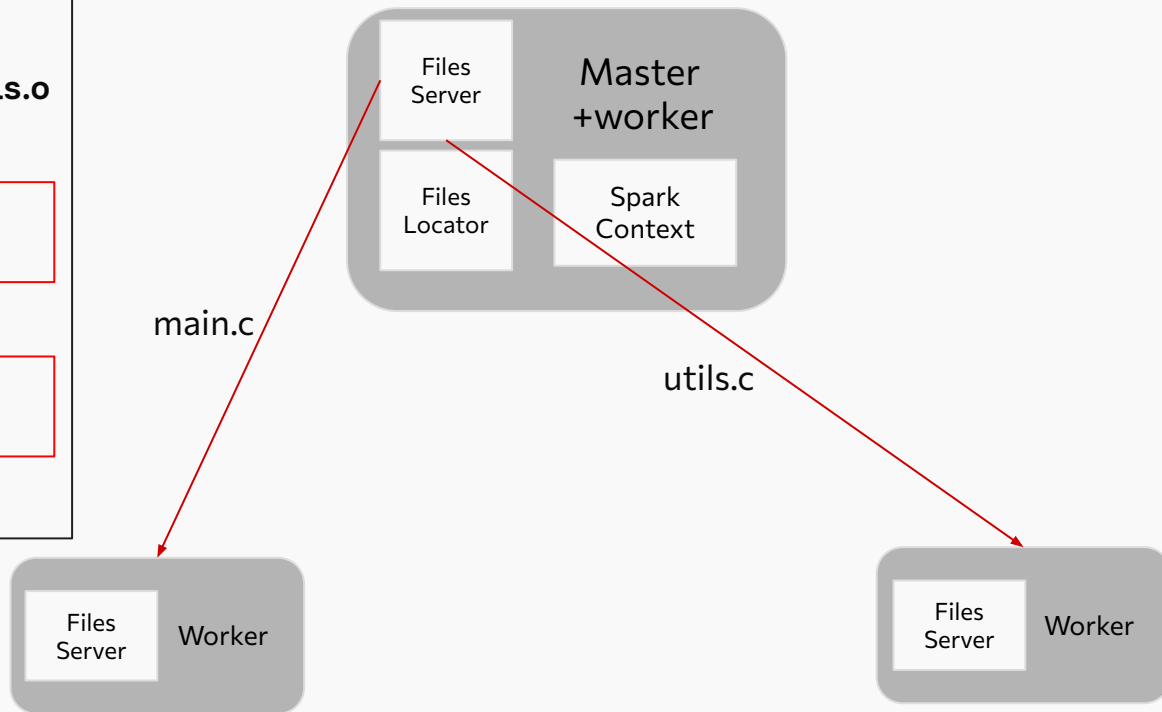 s.o
Files
Server
Master
+worker
Files
Locator
Spark
Context
main.c
utils.c
Files
Server
Worker
Files
Server
Worker